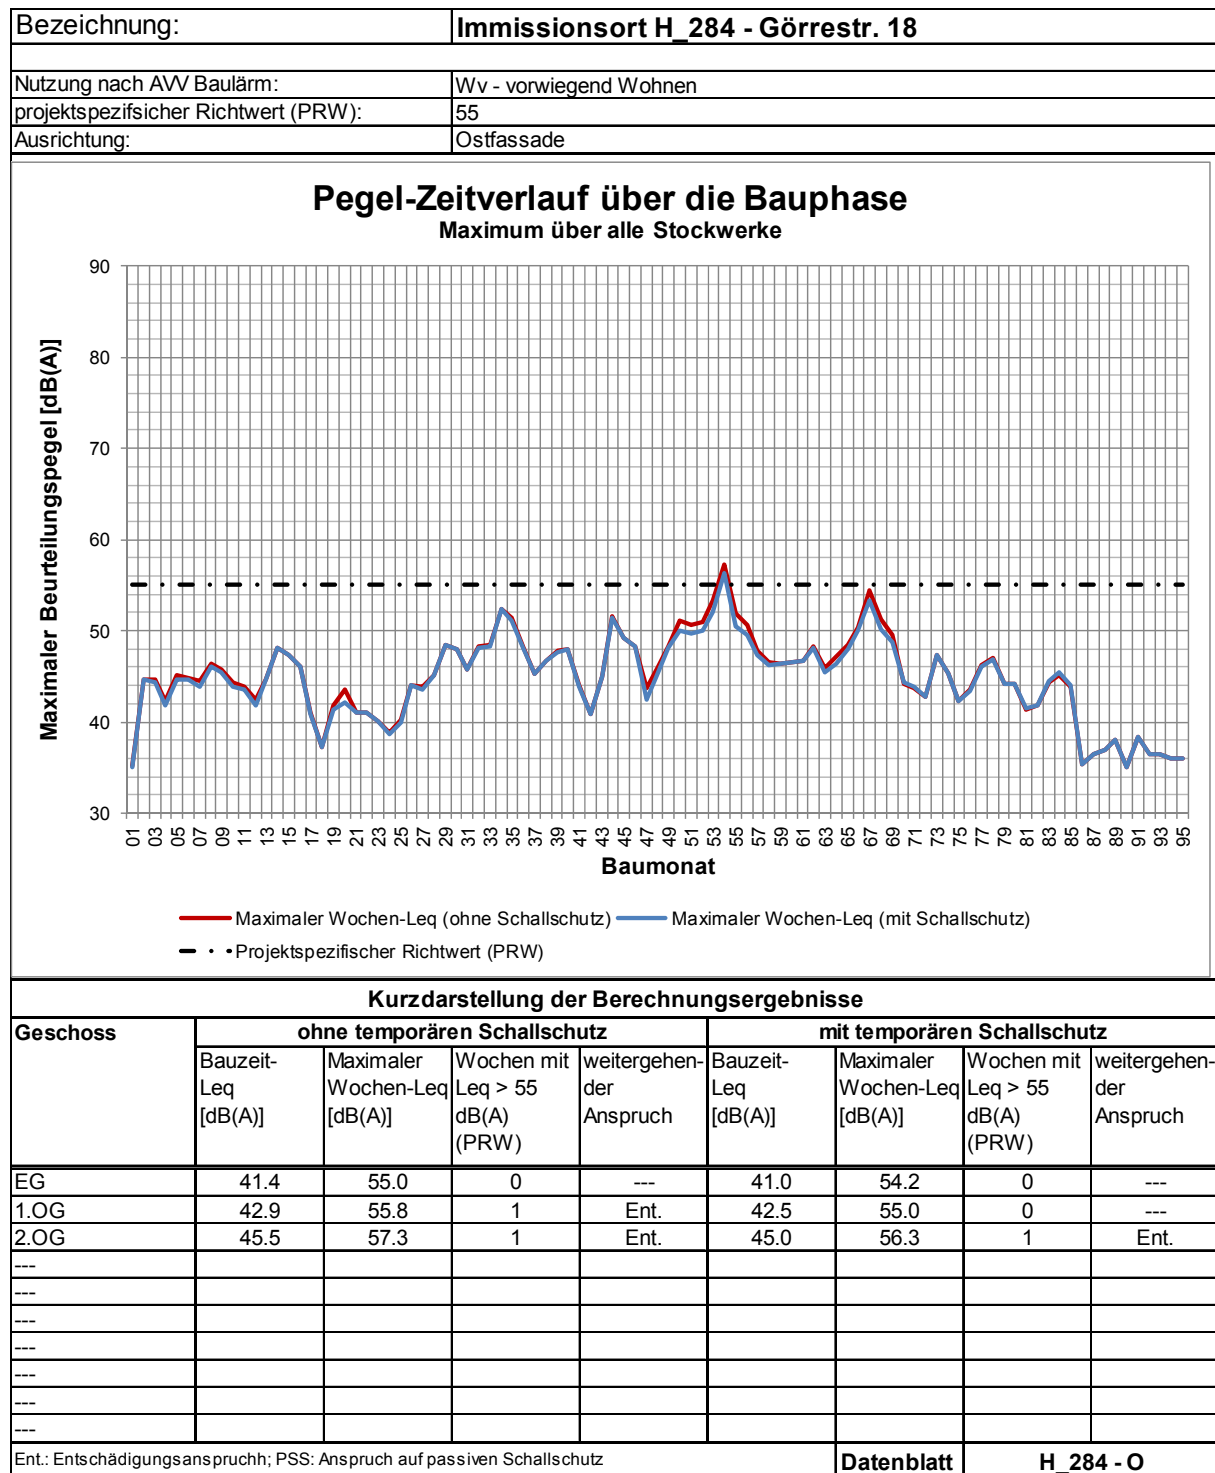 Bezeichnung: Immissionsort H_284 - Görrestr. 18
Nutzung nach AVV Baulärm: Wv - vorwiegend Wohnen
projektspezifsicher Richtwert (PRW): 55
Ausrichtung: Ostfassade
Pegel-Zeitverlauf über die Bauphase
Maximum über alle Stockwerke
Maximaler Beurteilungspegel [dB(A)]
90
80
70
60
50
40
30
01 03 05 07 09 11 13 15 17 19 21 23 25 27 29 31 33 35 37 39 41 43 45 47 49 51 53 55 57 59 61 63 65 67 69 71 73 75 77 79 81 83 85 87 89 91 93 95
Baumonat
Maximaler Wochen-Leq (ohne Schallschutz) Maximaler Wochen-Leq (mit Schallschutz)
Projektspezifischer Richtwert (PRW)
Kurzdarstellung der Berechnungsergebnisse
Geschoss ohne temporären Schallschutz mit temporären Schallschutz
Bauzeit- Maximaler Wochen mit weitergehen- Bauzeit- Maximaler Wochen mit weitergehen-
Leq Wochen-Leq Leq > 55 der Leq Wochen-Leq Leq > 55 der
[dB(A)] [dB(A)] dB(A) Anspruch [dB(A)] [dB(A)] dB(A) Anspruch
(PRW) (PRW)
EG 41.4 55.0 0 --- 41.0 54.2 0 ---
1.OG 42.9 55.8 1 Ent. 42.5 55.0 0 ---
2.OG 45.5 57.3 1 Ent. 45.0 56.3 1 Ent.
---
---
---
---
---
---
---
Ent.: Entschädigungsanspruchh; PSS: Anspruch auf passiven Schallschutz Datenblatt H_284 - O